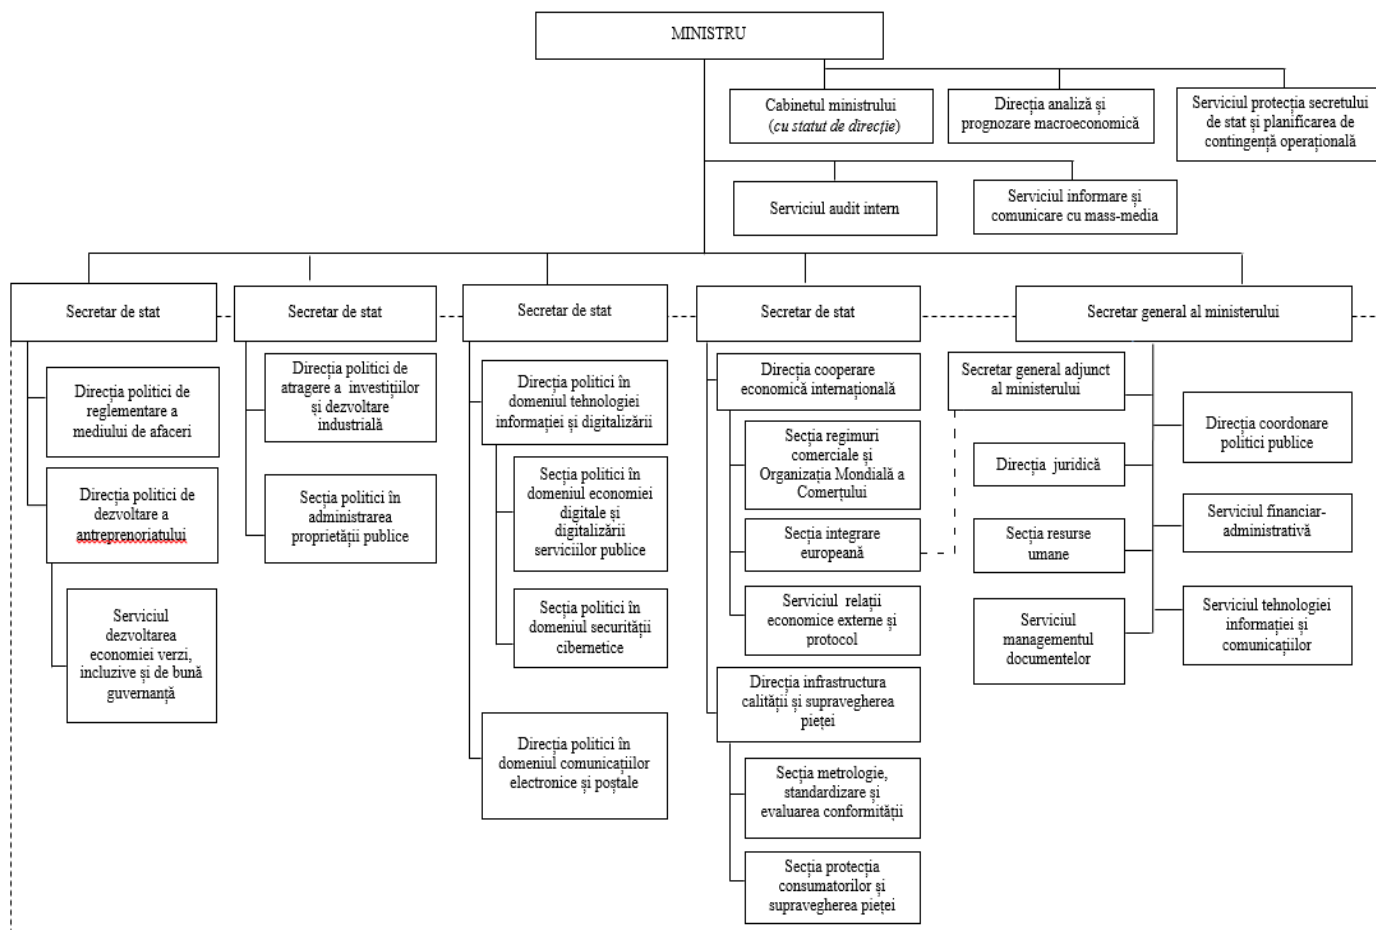 MINISTRU
Cabinetul ministrului
(cu statut de direcție)
Direcția analiză și
prognozare macroeconomică
Serviciul protecția secretului
de stat și planificarea de
contingență operațională
Serviciul audit intern
Serviciul informare și
comunicare cu mass-media
Secretar de stat
Direcția politici de
reglementare a
mediului de afaceri
Direcția politici de
dezvoltare a
antreprenoriatului
Serviciul
dezvoltarea
economiei verzi,
incluzive și de bună
guvernanță
Secretar de stat
Direcția politici de
atragere a investițiilor
și dezvoltare
industrială
Secția politici în
administrarea
proprietății publice
Secretar de stat
Direcția politici în
domeniul tehnologiei
informației și digitalizării
Secția politici în
domeniul economiei
digitale și
digitalizării
serviciilor publice
Secția politici în
domeniul securității
cibernetice
Direcția politici în
domeniul comunicațiilor
electronice și poștale
Secretar de stat
Direcția cooperare
economică internațională
Secția regimuri
comerciale și
Organizația Mondială a
Comerțului
Secția integrare
europeană
Serviciul relații
economice externe și
protocol
Direcția infrastructura
calității și supravegherea
pieței
Secția metrologie,
standardizare și
evaluarea conformității
Secția protecția
consumatorilor și
supravegherea pieței
Secretar general al ministerului
Secretar general adjunct
al ministerului
Direcția juridică
Secția resurse
umane
Serviciul
managementul
documentelor
Direcția coordonare
politici publice
Serviciul financiar-
administrativă
Serviciul tehnologiei
informației și
comunicațiilor